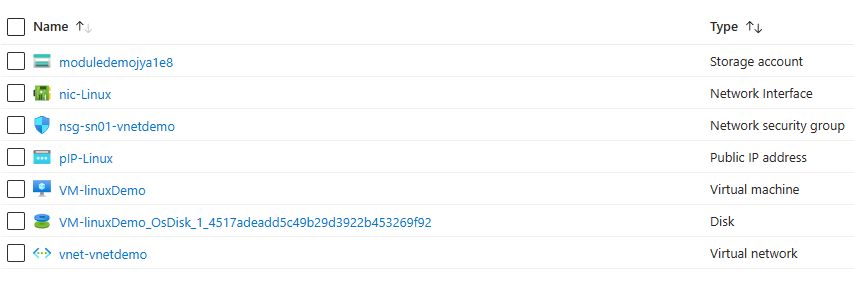 Name Type
moduledemojya1e8 Storage account
nic-Linux Network Interface
nsg-sn01-vnetdemo Network security group
pIP-Linux Public IP address
VM-linuxDemo Virtual machine
VM-linuxDemo_OsDisk_1_4517adeadd5c49b29d3922b453269f92 Disk
vnet-vnetdemo Virtual network